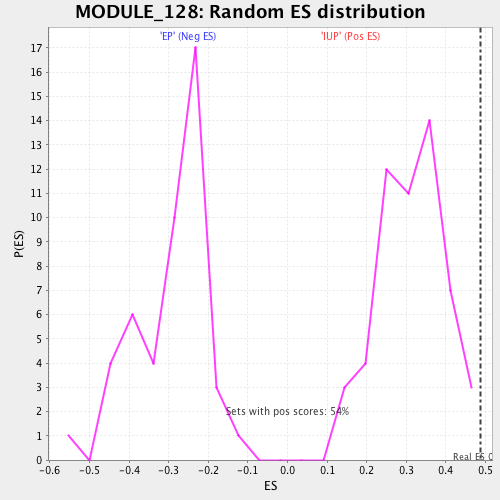 MODULE_128: Random ES distribution
'EP' (Neg ES) 'IUP' (Pos ES)
17
16
15
14
13
12
11
10
9
8
7
6
5
4
3
2
1
0
P(ES)
Sets with pos scores: 54%
Real ES 0
-0.6 -0.5 -0.4 -0.3 -0.2 -0.1 0.0 0.1 0.2 0.3 0.4 0.5
ES